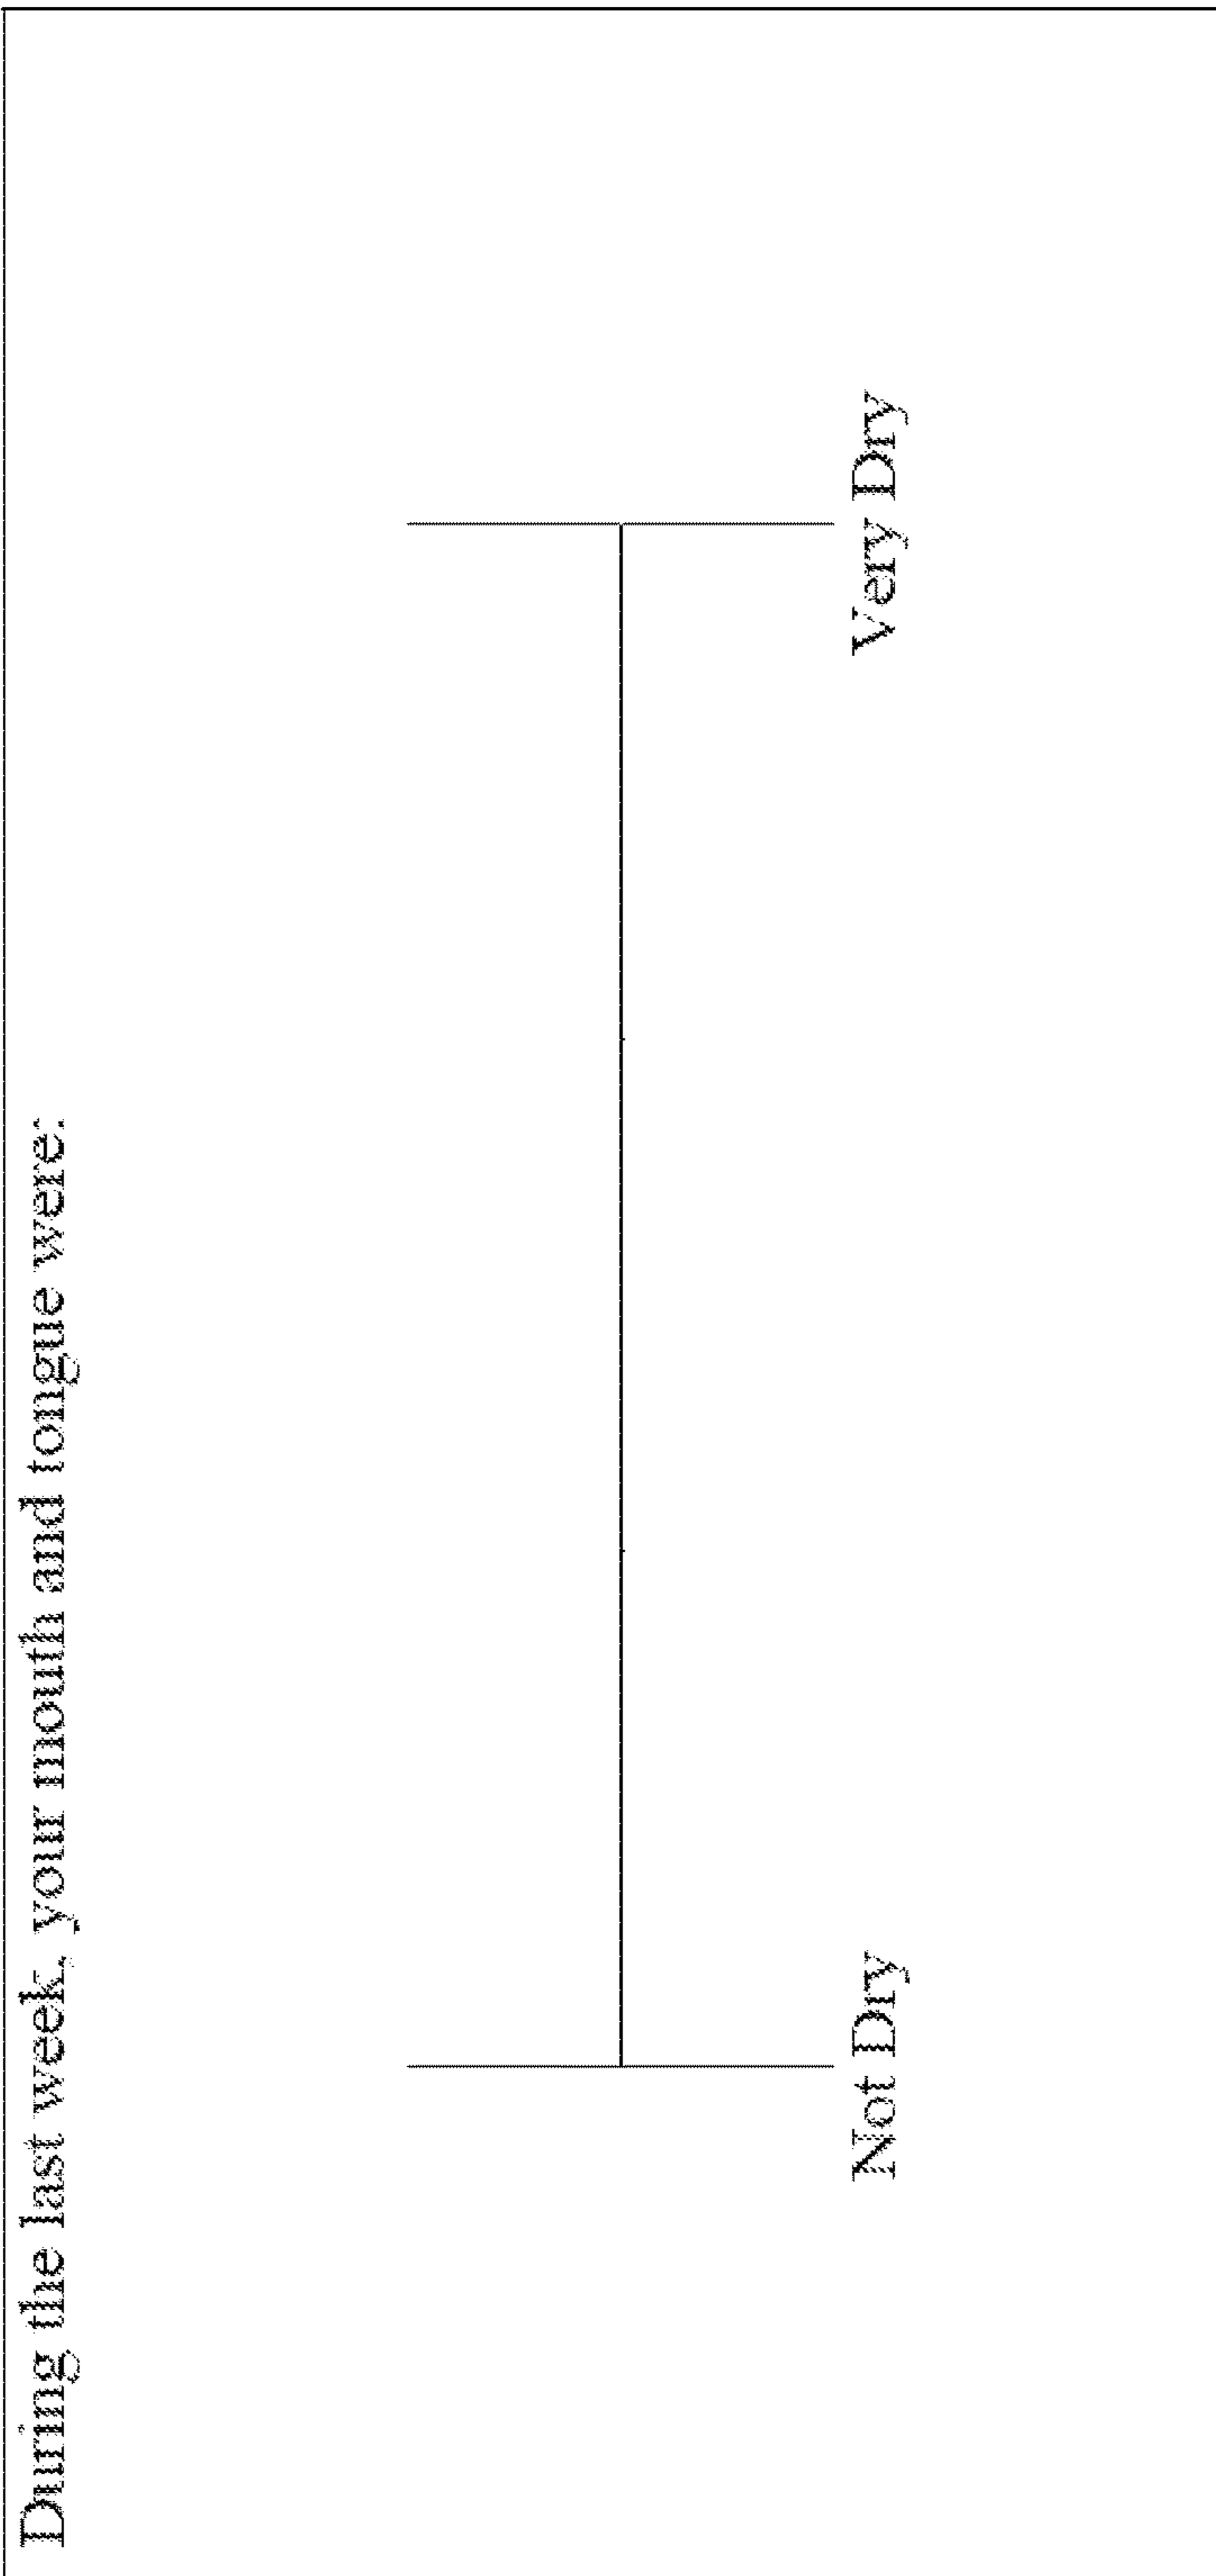 During the last week, your mouth and tongue were:
Not Dry
Very Dry